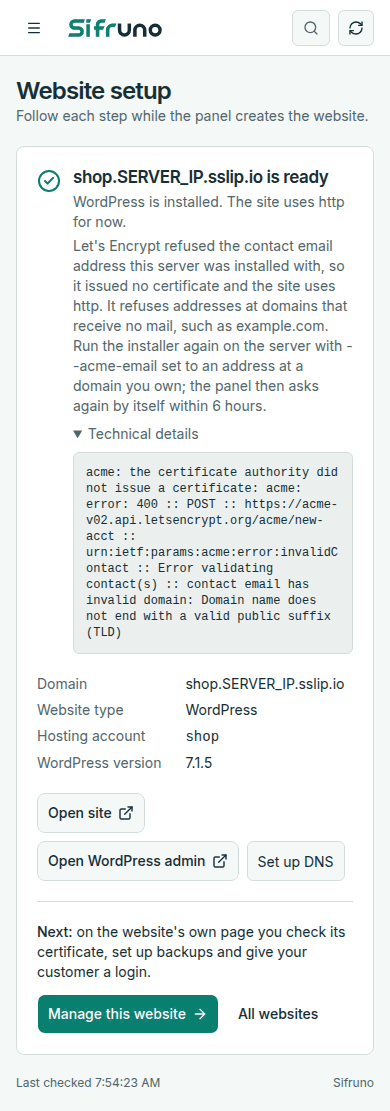 Sifruno
Website setup
Follow each step while the panel creates the website.
shop.SERVER_IP.sslip.io is ready
WordPress is installed. The site uses http
for now.
Let's Encrypt refused the contact email
address this server was installed with, so
it issued no certificate and the site uses
http. It refuses addresses at domains that
receive no mail, such as example.com.
Run the installer again on the server with -
-acme-email set to an address at a
domain you own; the panel then asks
again by itself within 6 hours.
Technical details
acme: the certificate authority did
not issue a certificate: acme:
error: 400 :: POST :: https://acme-
v02.api.letsencrypt.org/acme/new-
acct ::
urn:ietf:params:acme:error:invalidC
ontact :: Error validating
contact(s) :: contact email has
invalid domain: Domain name does
not end with a valid public suffix
(TLD)
Domain shop.SERVER_IP.sslip.io
Website type WordPress
Hosting account shop
WordPress version 7.1.5
Open site
Open WordPress admin Set up DNS
Next: on the website's own page you check its
certificate, set up backups and give your
customer a login.
Manage this website All websites
Last checked 7:54:23 AM Sifruno